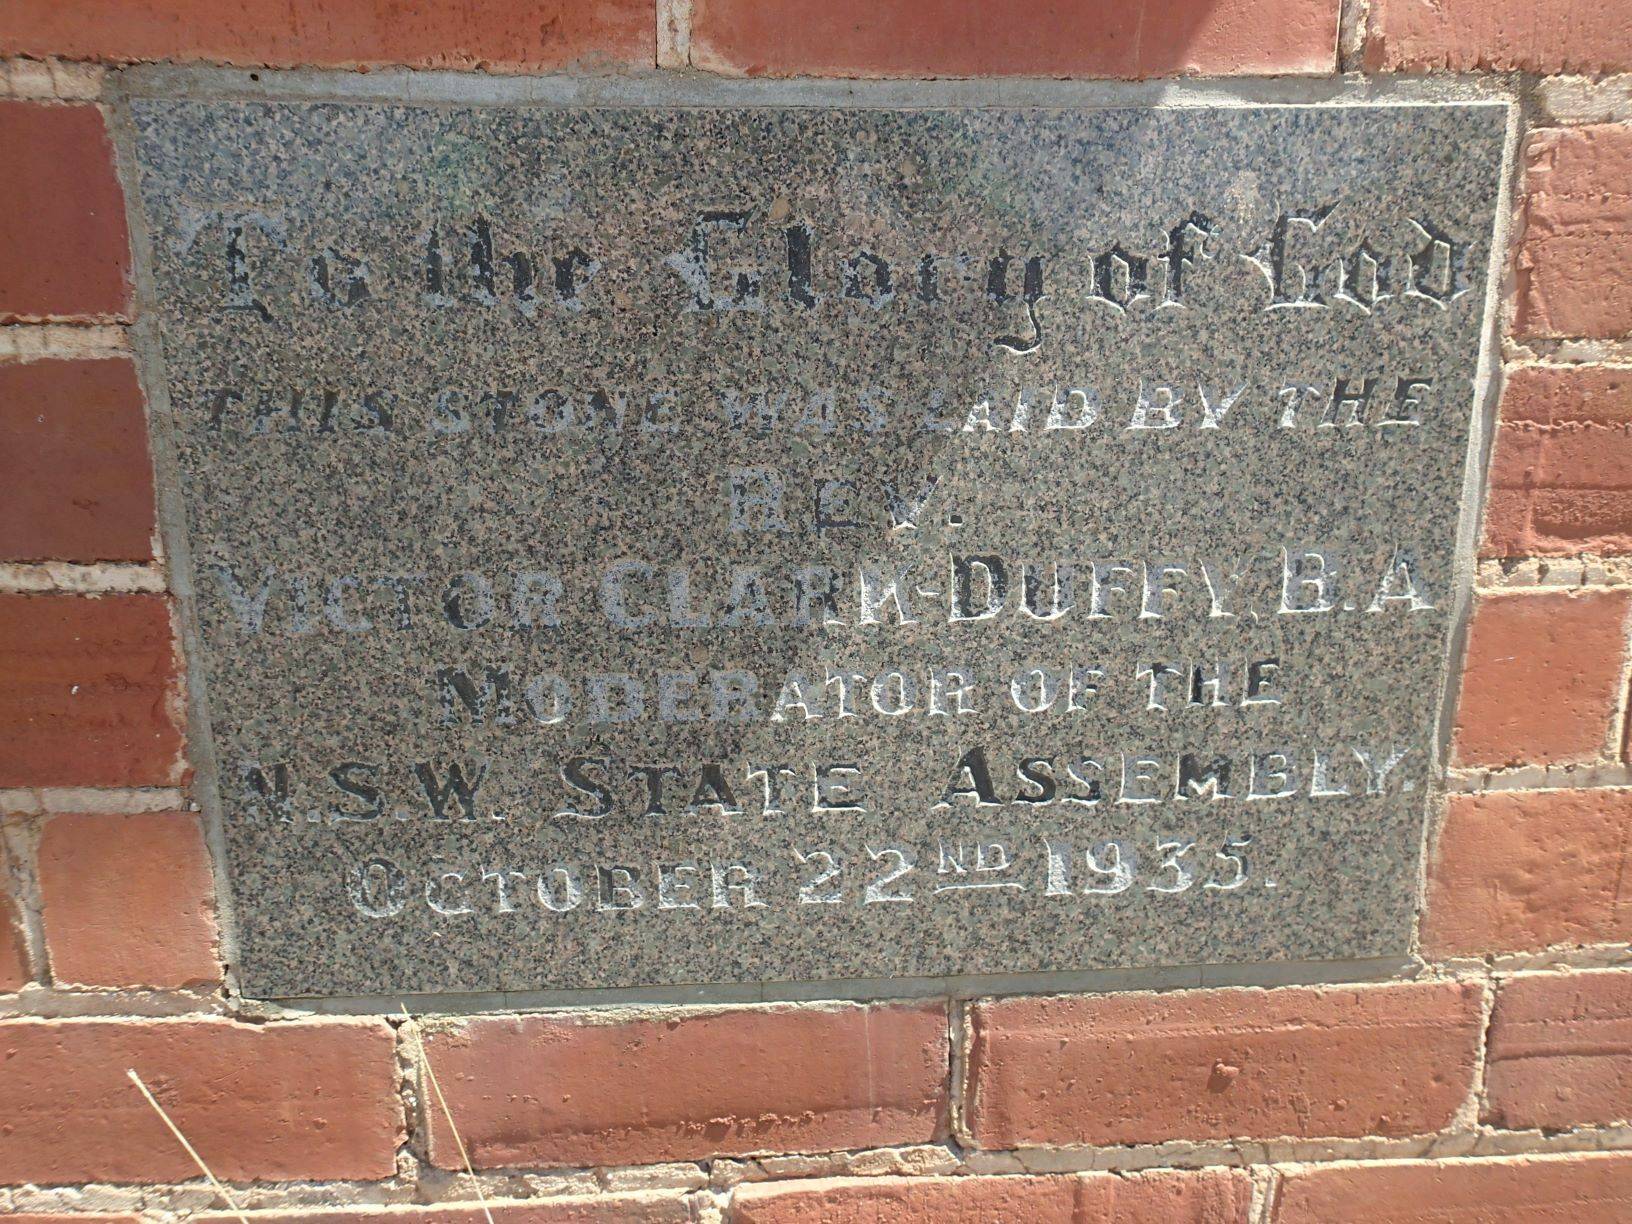 To the Glory of God
THIS STONE WAS LAID BY THE
REV.
VICTOR CLARK-DUFFY, B.A
MODERATOR OF THE
N.S.W. STATE ASSEMBLY.
OCTOBER 22ND 1935.